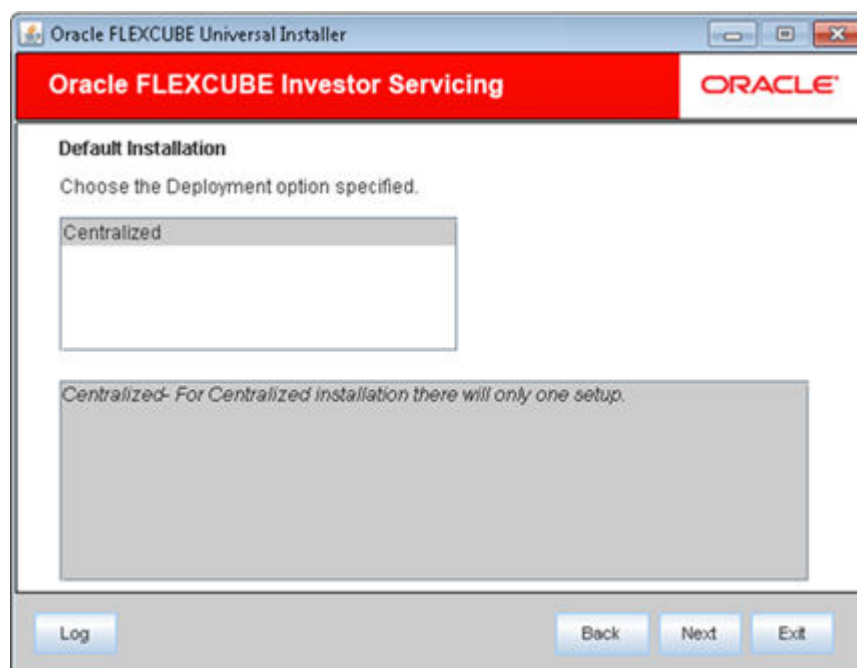 Oracle FLEXCUBE Universal Installer
Oracle FLEXCUBE Investor Servicing
ORACLE
Default Installation
Choose the Deployment option specified.
Centralized
Centralized- For Centralized installation there will only one setup.
Log
Back
Next
Exit